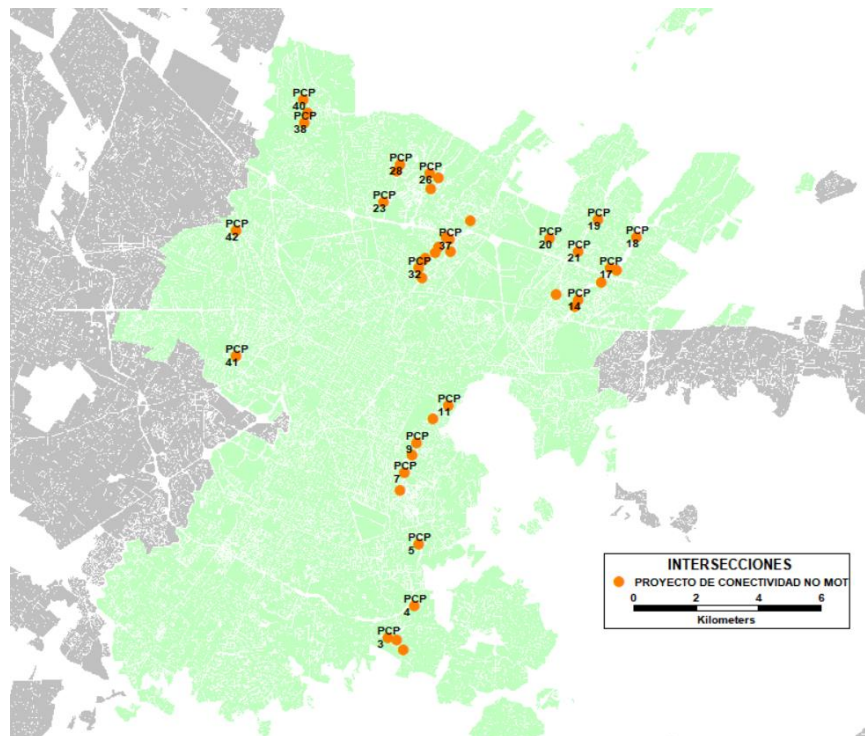 PCP
40
PCP
38
PCP
28
PCP
26
PCP
23
PCP
19
PCP
42
PCP
37
PCP
20
PCP
18
PCP
21
PCP
32
PCP
17
PCP
14
PCP
41
PCP
11
PCP
9
PCP
7
PCP
5
INTERSECCIONES
PROYECTO DE CONECTIVIDAD NO MOT
0 2 4 6
Kilometers
PCP
4
PCP
3